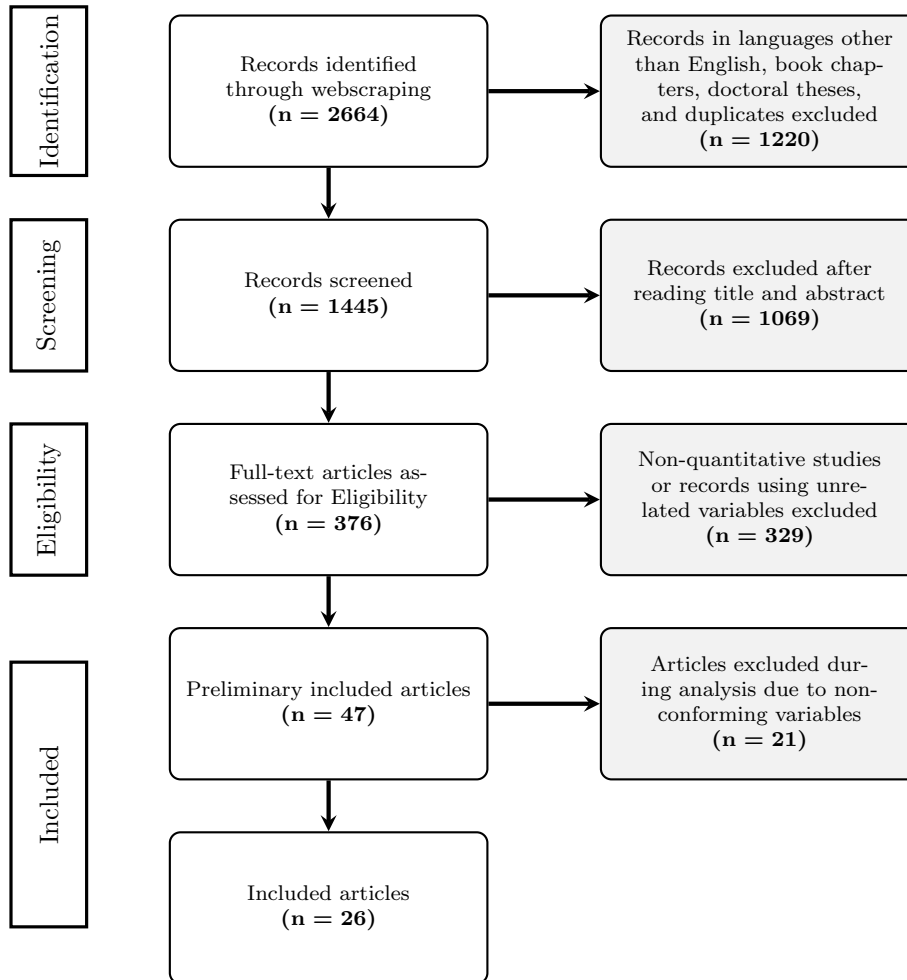 Identification
Records identified
through webscraping
(n = 2664)
Records in languages other
than English, book chap-
ters, doctoral theses,
and duplicates excluded
(n = 1220)
Screening
Records screened
(n = 1445)
Records excluded after
reading title and abstract
(n = 1069)
Eligibility
Full-text articles as-
sessed for Eligibility
(n = 376)
Non-quantitative studies
or records using unre-
lated variables excluded
(n = 329)
Included
Preliminary included articles
(n = 47)
Articles excluded dur-
ing analysis due to non-
conforming variables
(n = 21)
Included articles
(n = 26)